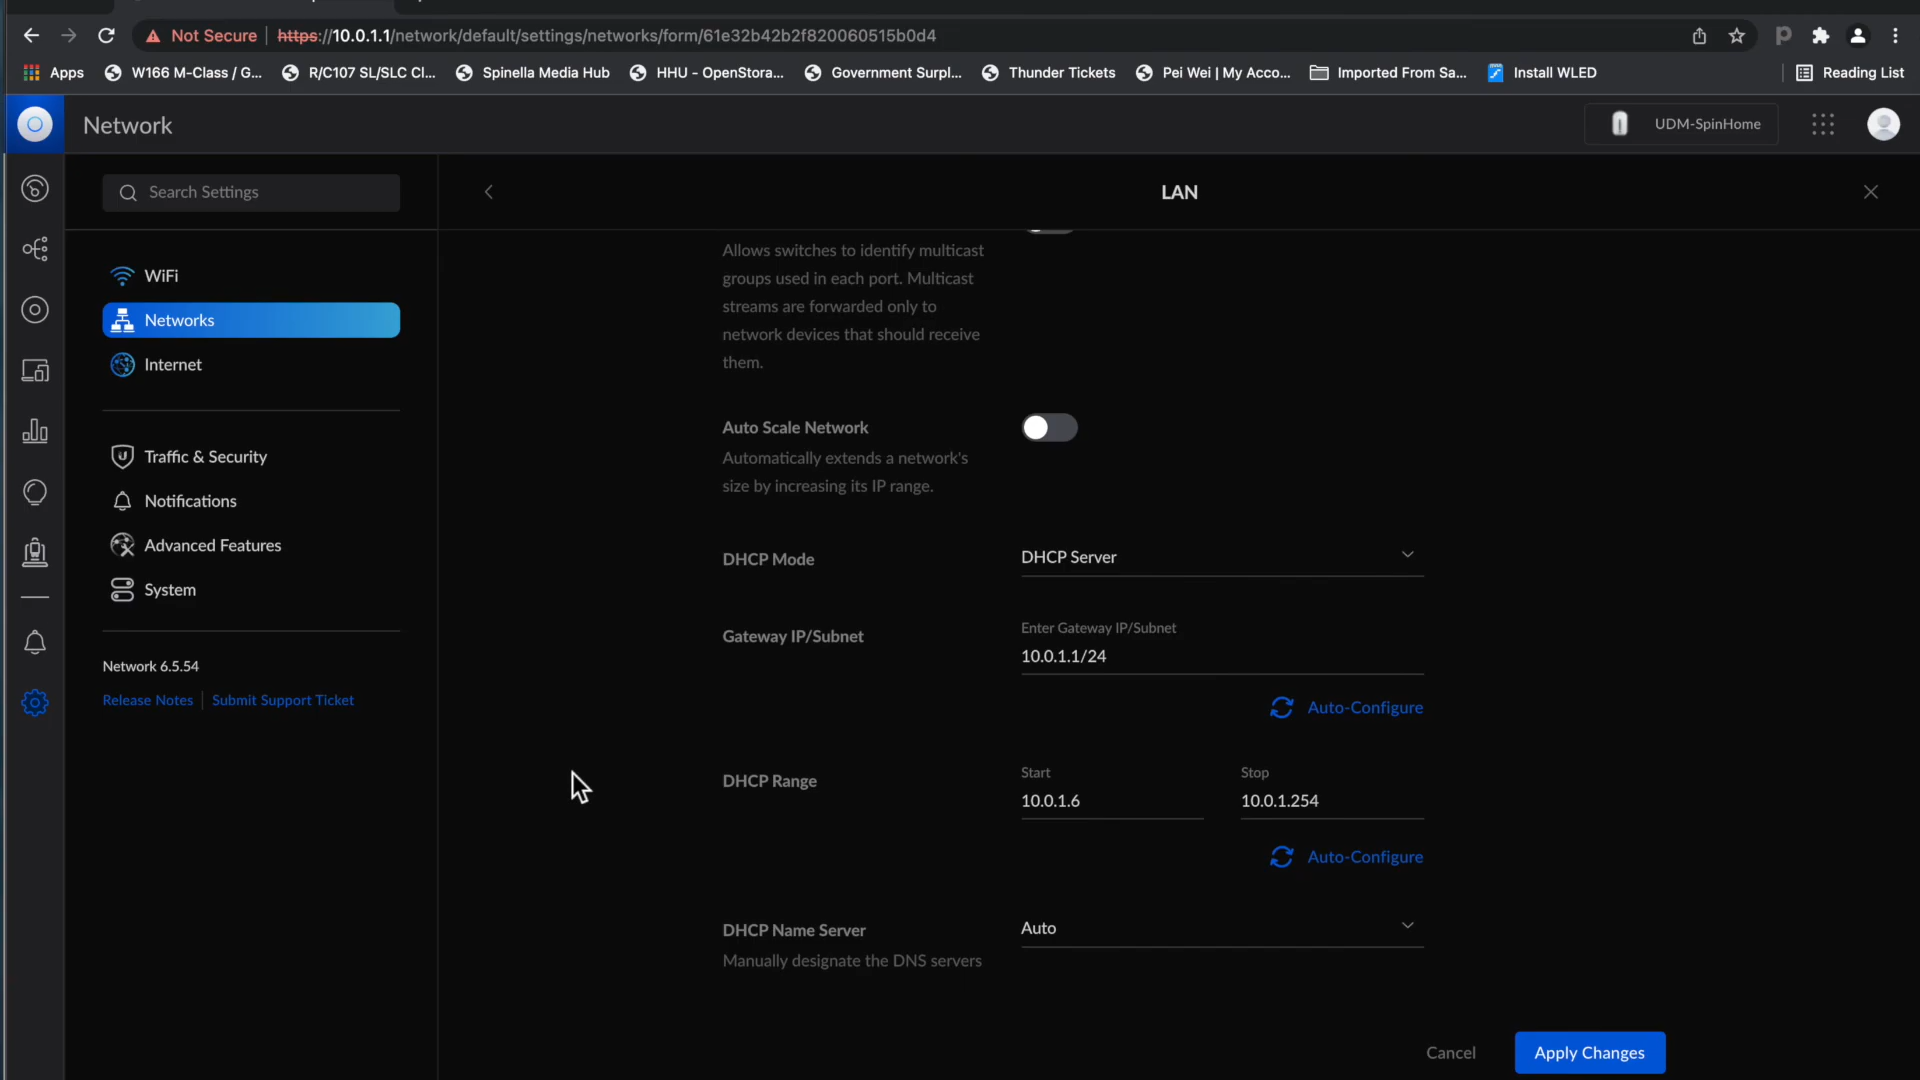 Not Secure
https://10.0.1.1/network/default/settings/networks/form/61e32b42b2f820060515b0d4
Apps
W166 M-Class / G...
R/C107 SL/SLC Cl...
Spinella Media Hub
HHU - OpenStora...
Government Surpl...
Thunder Tickets
Pei Wei | My Acco...
Imported From Sa...
Install WLED
Reading List
Network
UDM-SpinHome
Search Settings
LAN
WiFi
Networks
Internet
Traffic & Security
Notifications
Advanced Features
System
Network 6.5.54
Release Notes
Submit Support Ticket
Allows switches to identify multicast
groups used in each port. Multicast
streams are forwarded only to
network devices that should receive
them.
Auto Scale Network
Automatically extends a network's
size by increasing its IP range.
DHCP Mode
DHCP Server
Gateway IP/Subnet
Enter Gateway IP/Subnet
10.0.1.1/24
Auto-Configure
DHCP Range
Start
10.0.1.6
Stop
10.0.1.254
Auto-Configure
DHCP Name Server
Auto
Manually designate the DNS servers
Cancel
Apply Changes